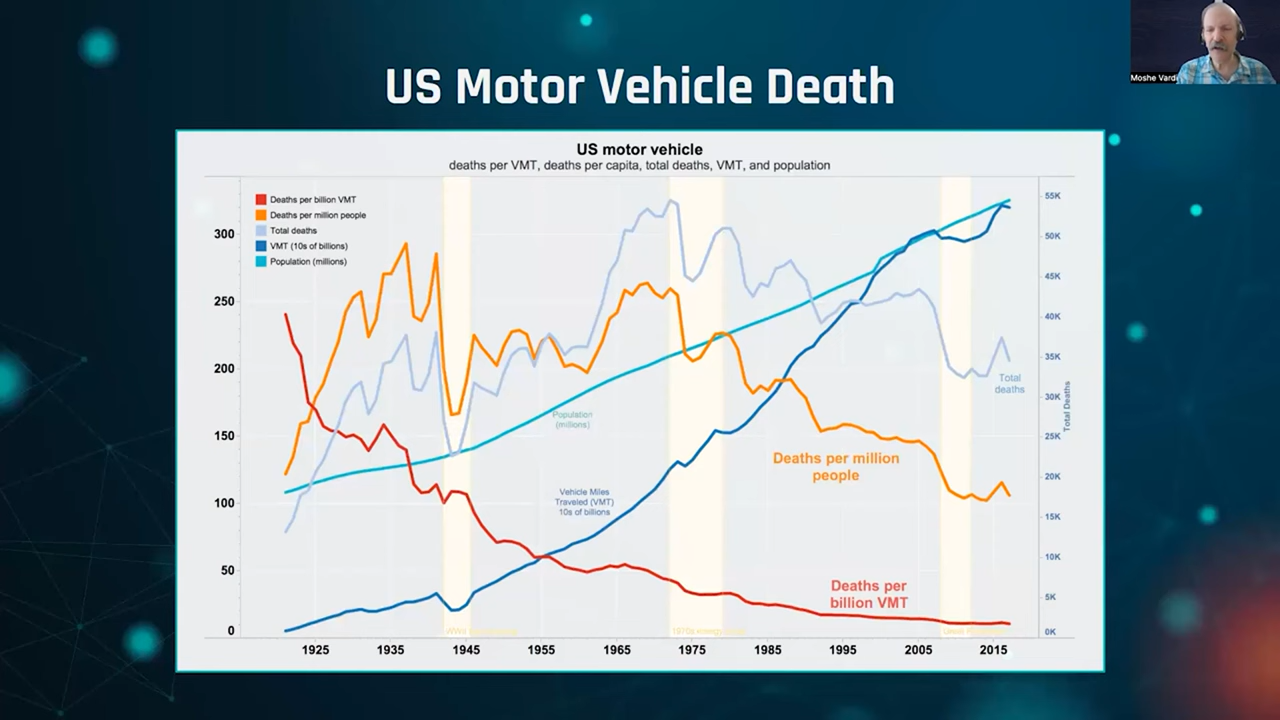 US Motor Vehicle Death
Moshe Vard
US motor vehicle
deaths per VMT, deaths per capita, total deaths, VMT, and population
Deaths per billion VMT
Deaths per million people
Total deaths
VMT (10s of billions)
Population (millions)
300
250
200
150
100
50
0
55K
50K
45K
40K
35K
30K
25K
20K
15K
10K
5K
0K
Total Deaths
Total
deaths
Population
(millions)
Deaths per million
people
Vehicle Miles
Traveled (VMT)
10s of billions
Deaths per
billion VMT
1970s energy
1925 1935 1945 1955 1965 1975 1985 1995 2005 2015